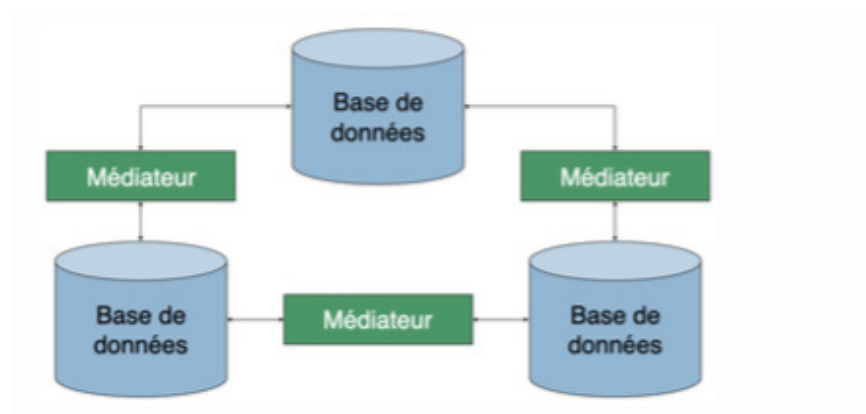 Base de
données
Médiateur
Médiateur
Base de
données
Médiateur
Base de
données